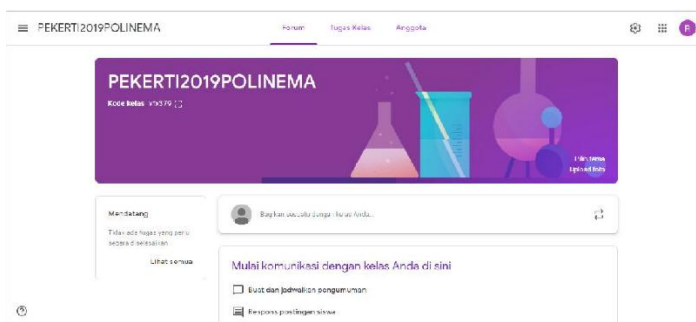 PEKERTI2019POLINEMA
Forum
Tugas Kelas
Anggota
R
PEKERTI2019POLINEMA
Kode kelas
Pilih tema
Upload foto
Mendatang
Tidak ada tugas yang perlu
segera diselesaikan
Lihat semua
Bagikan sesuatu dengan kelas Anda...
Mulai komunikasi dengan kelas Anda di sini
Buat dan jadwalkan pengumuman
Respons postingan siswa